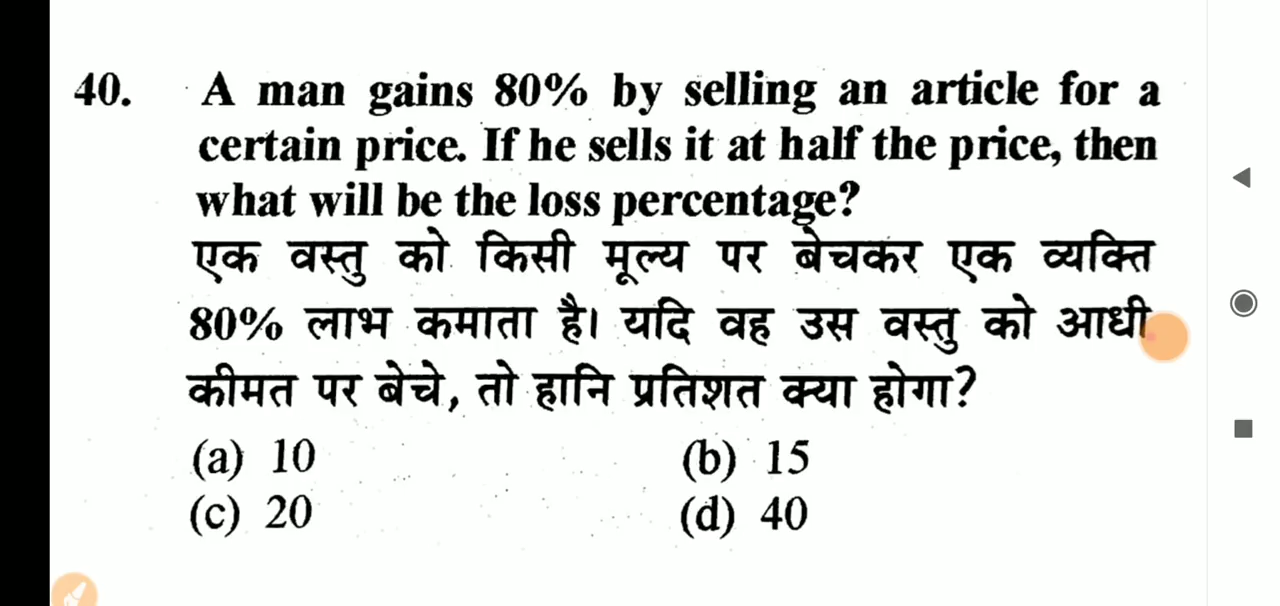 40. A man gains 80% by selling an article for a
certain price. If he sells it at half the price, then
what will be the loss percentage?
एक वस्तु को किसी मूल्य पर बेचकर एक व्यक्ति
80% लाभ कमाता है। यदि वह उस वस्तु को आधी
कीमत पर बेचे, तो हानि प्रतिशत क्या होगा?
(a) 10 (b) 15
(c) 20 (d) 40